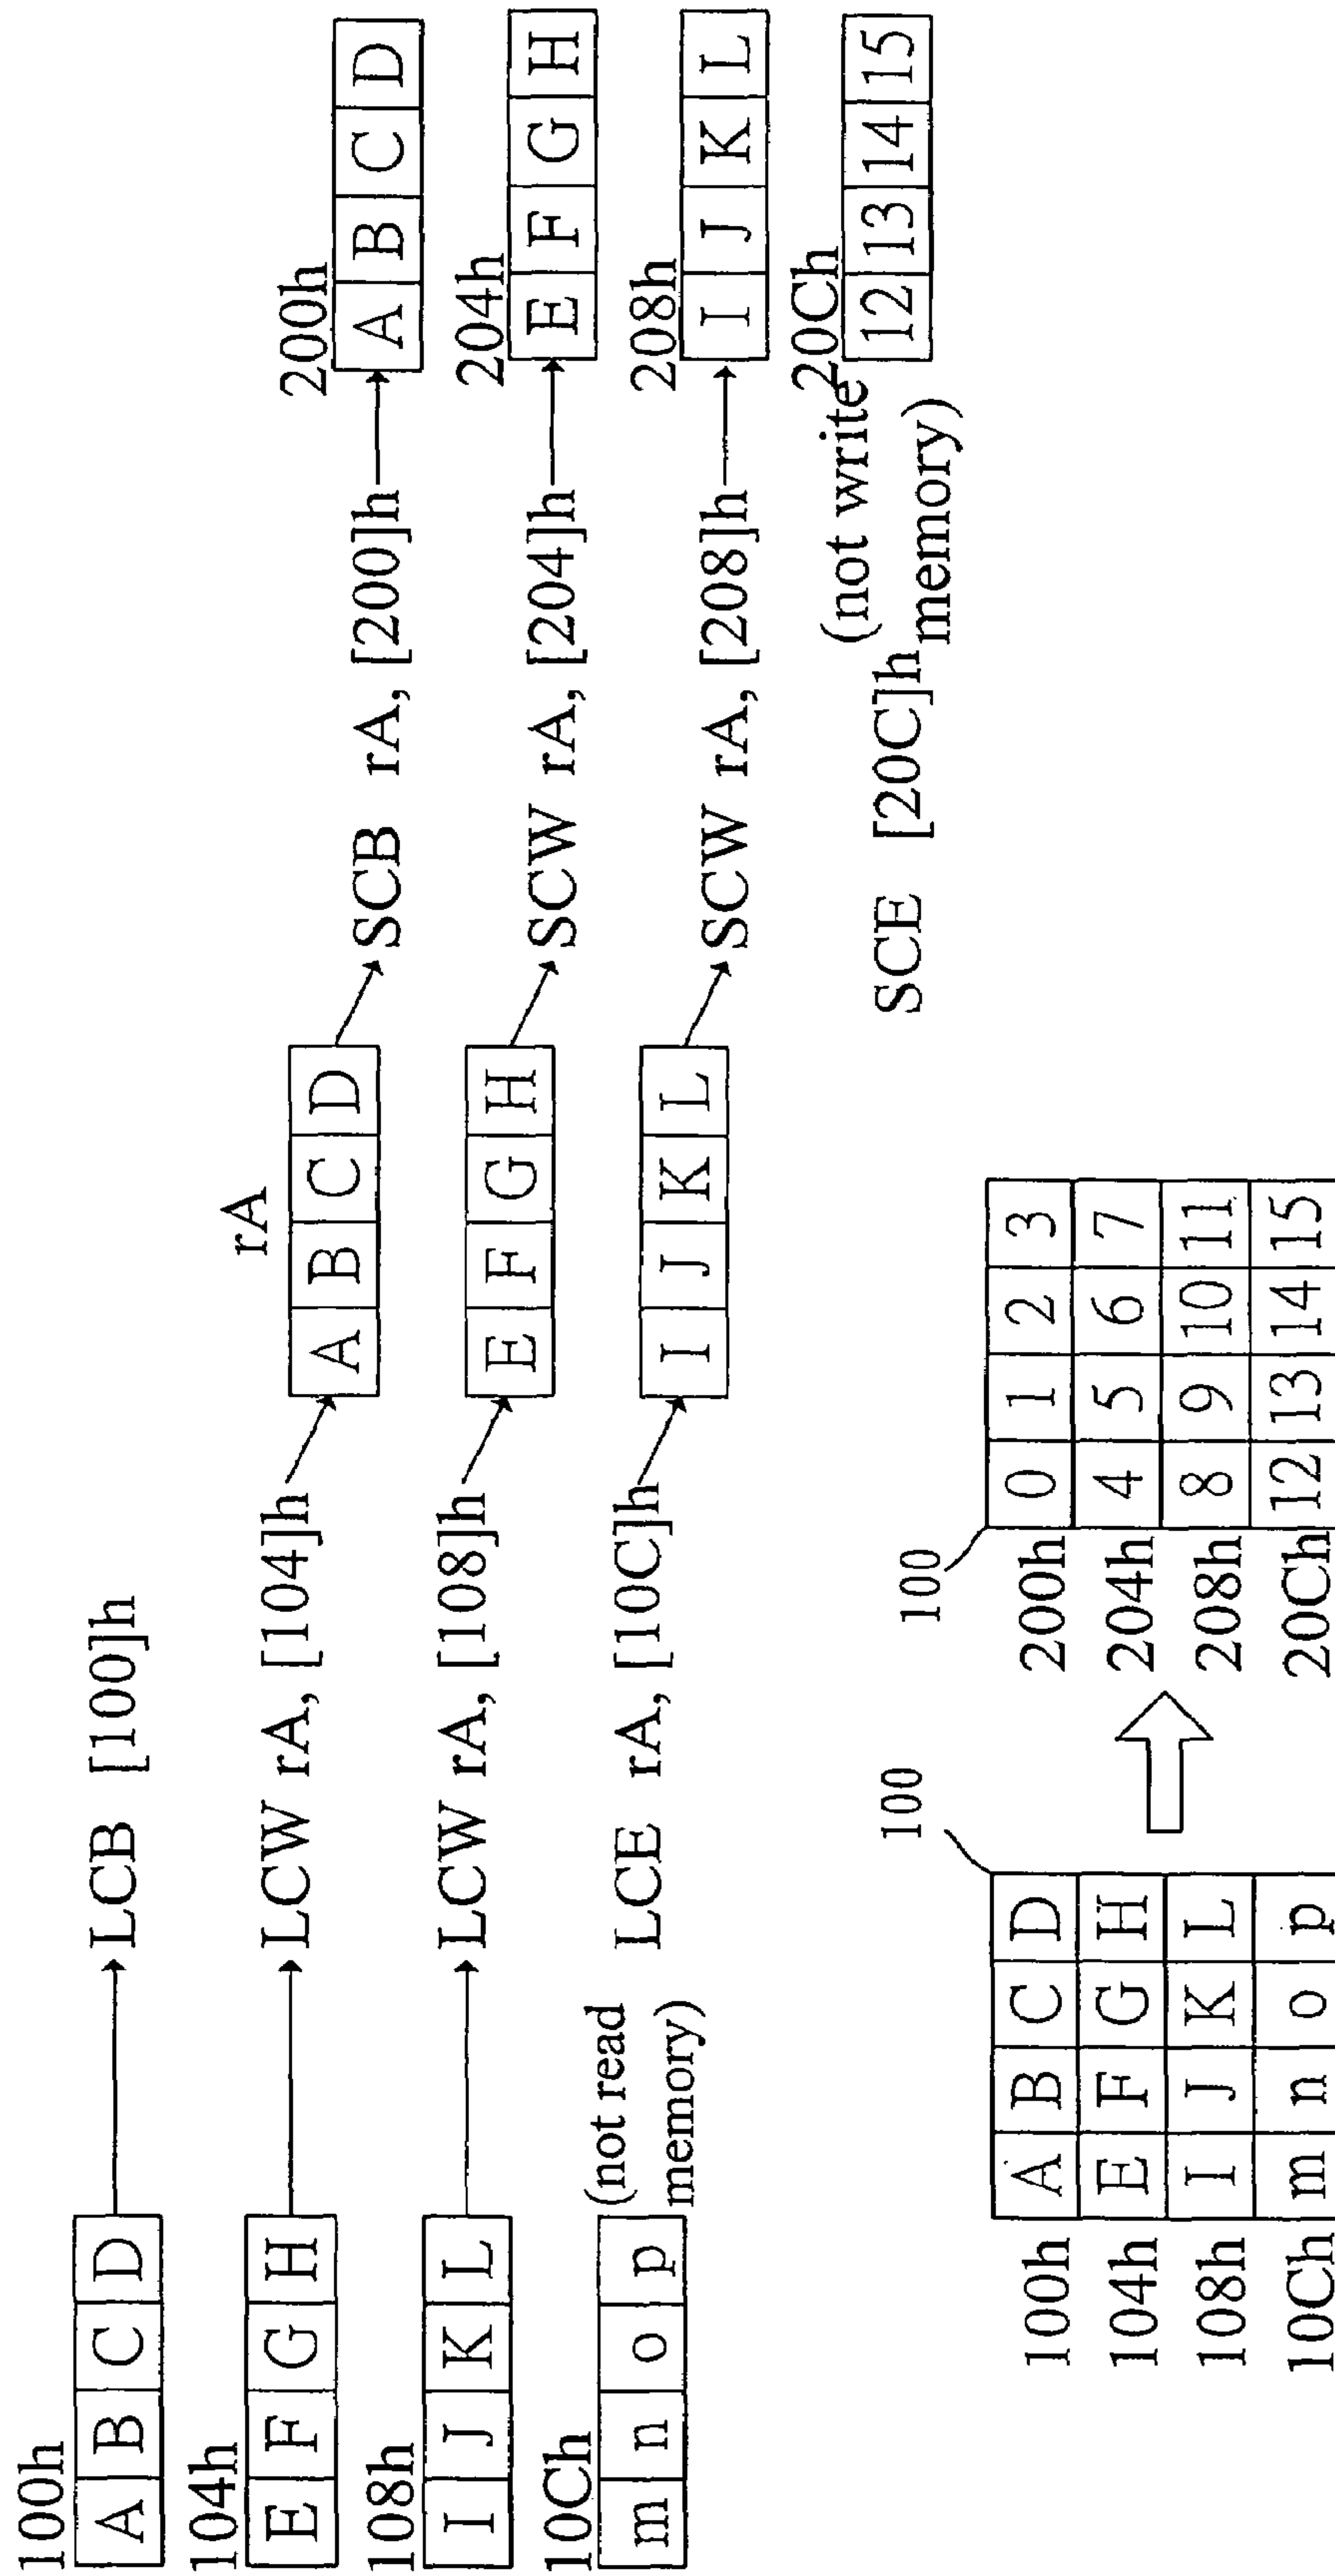 100h
A B C D
LCB [100]h
104h
E F G H
LCW rA, [104]h
rA
A B C D
SCB rA, [200]h
200h
A B C D
108h
I J K L
LCW rA, [108]h
E F G H
SCW rA, [204]h
204h
E F G H
10Ch
m n o p
(not read
memory)
LCE rA, [10C]h
I J K L
SCW rA, [208]h
208h
I J K L
SCE [20C]h
(not write
memory)
20Ch
12 13 14 15
100
100h A B C D
104h E F G H
108h I J K L
10Ch m n o p
100
200h 0 1 2 3
204h 4 5 6 7
208h 8 9 10 11
20Ch 12 13 14 15